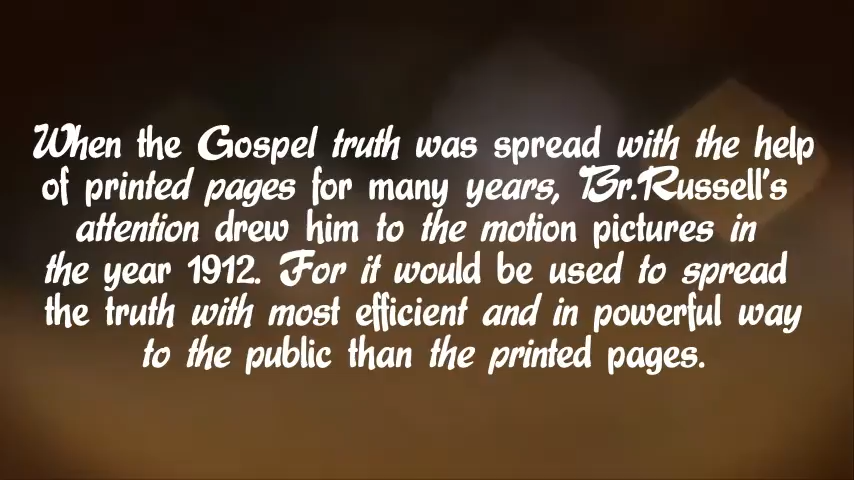 When the Gospel truth was spread with the help
of printed pages for many years, Br.Russell's
attention drew him to the motion pictures in
the year 1912. For it would be used to spread
the truth with most efficient and in powerful way
to the public than the printed pages.